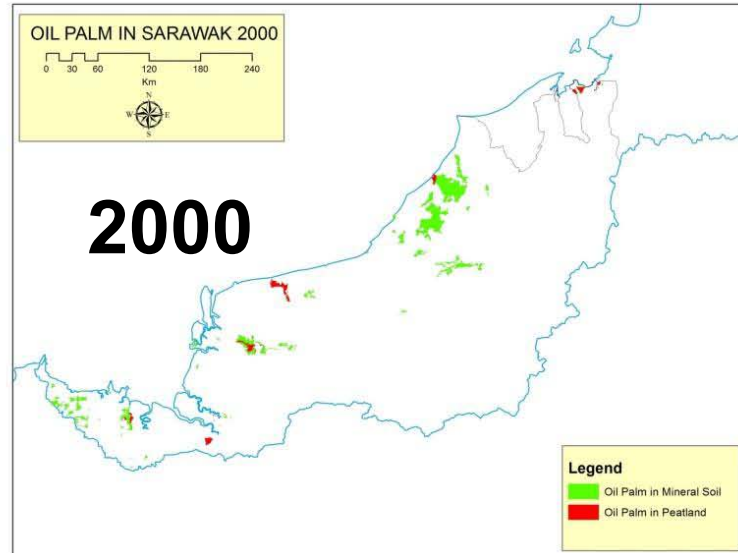 OIL PALM IN SARAWAK 2000
0 30 60 120 180 240
Km
N
W E
S
2000
Legend
Oil Palm in Mineral Soil
Oil Palm in Peatland